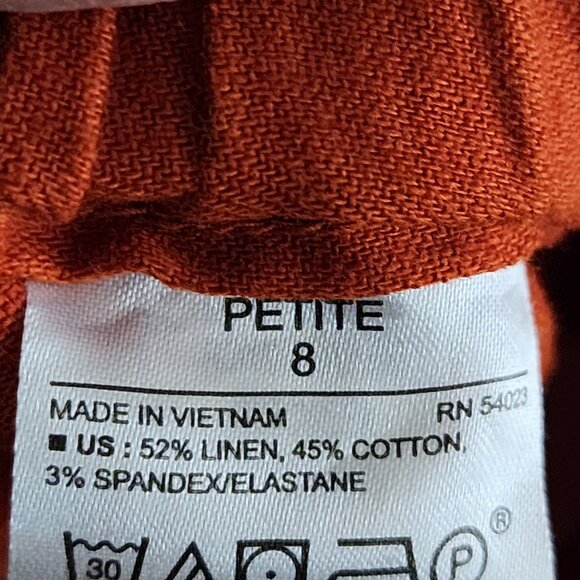 PETITE
8
MADE IN VIETNAM RN 54023
US : 52% LINEN, 45% COTTON,
3% SPANDEX/ELASTANE
30 P ®